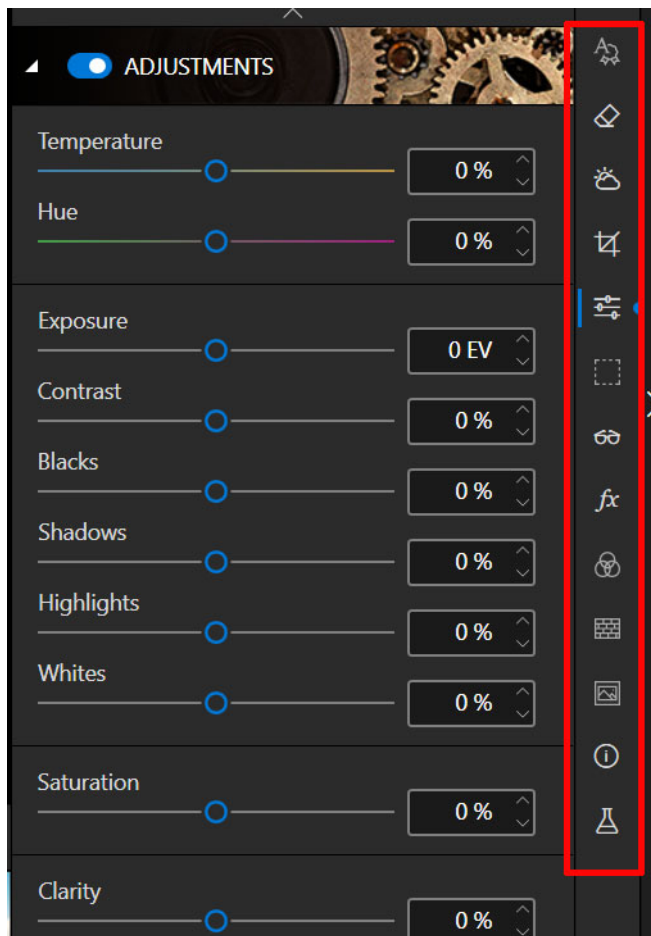 ADJUSTMENTS
Temperature
0 %
Hue
0 %
Exposure
0 EV
Contrast
0 %
Blacks
0 %
Shadows
0 %
Highlights
0 %
Whites
0 %
Saturation
0 %
Clarity
0 %
A
fx
i